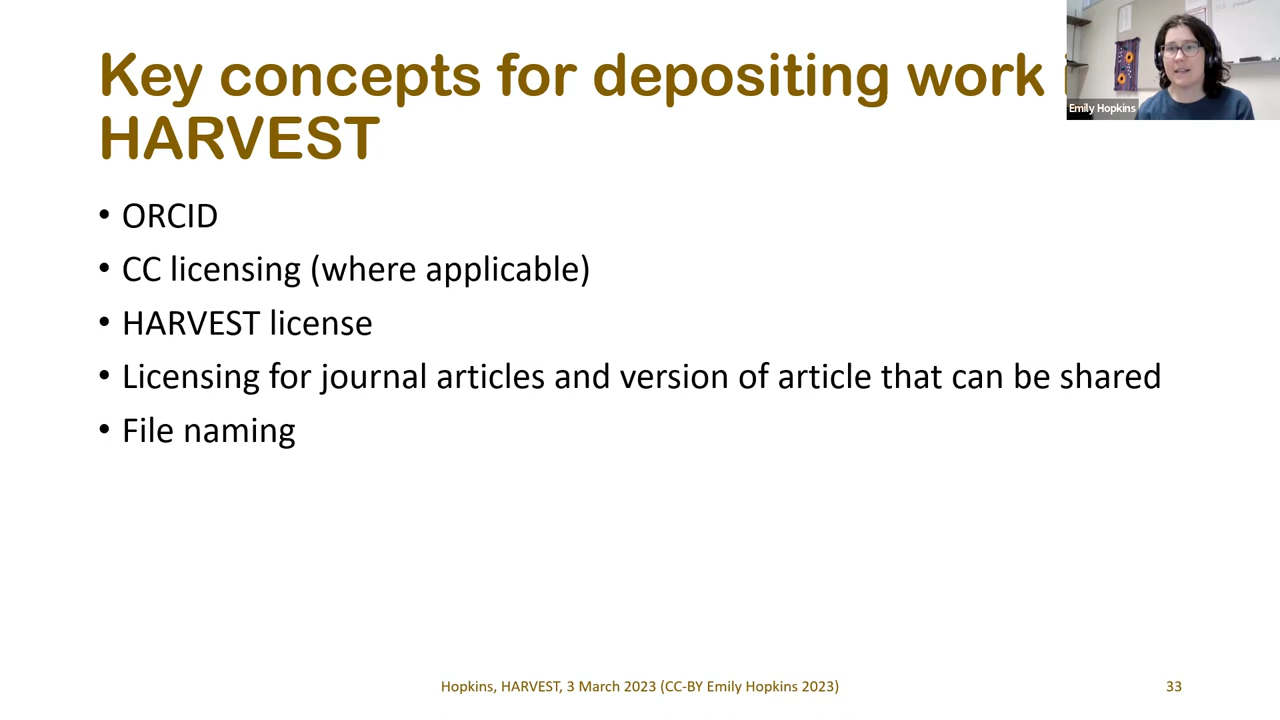 Key concepts for depositing work
HARVEST
Emily Hopkins
• ORCID
• CC licensing (where applicable)
• HARVEST license
• Licensing for journal articles and version of article that can be shared
• File naming
Hopkins, HARVEST, 3 March 2023 (CC-BY Emily Hopkins 2023)
33